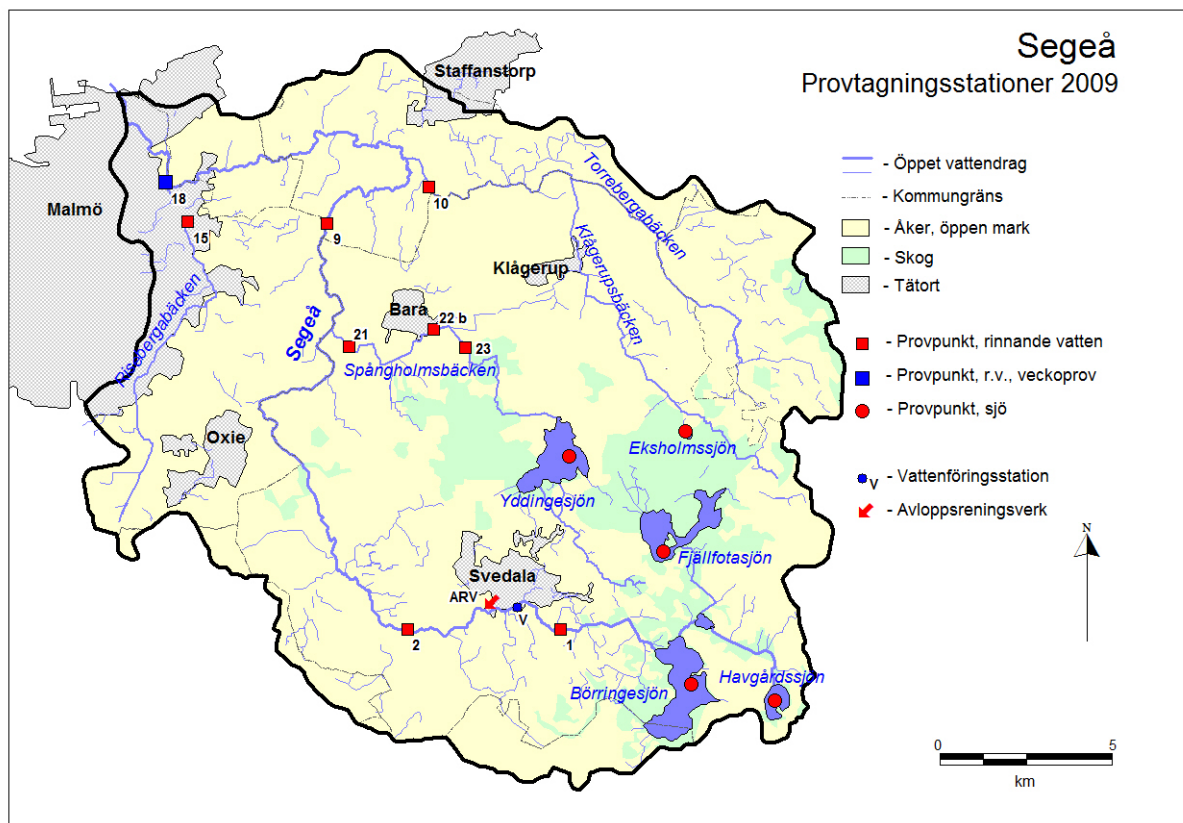 Segeå
Provtagningsstationer 2009
- Öppet vattendrag
- Kommungräns
- Åker, öppen mark
- Skog
- Tätort
- Provpunkt, rinnande vatten
- Provpunkt, r.v., veckoprov
- Provpunkt, sjö
V - Vattenföringsstation
- Avloppsreningsverk
N
0 5
km
Staffanstorp
Malmö
18
15
10
9
Torrebergabäcken
Klågerup
Klågerupsbäcken
Risebergabäcken
Segeå
Bara
22 b
21
23
Spångholmsbäcken
Oxie
Eksholmssjön
Yddingesjön
Fjällfotasjön
Svedala
ARV
V
2
1
Börringesjön
Havgårdssjön